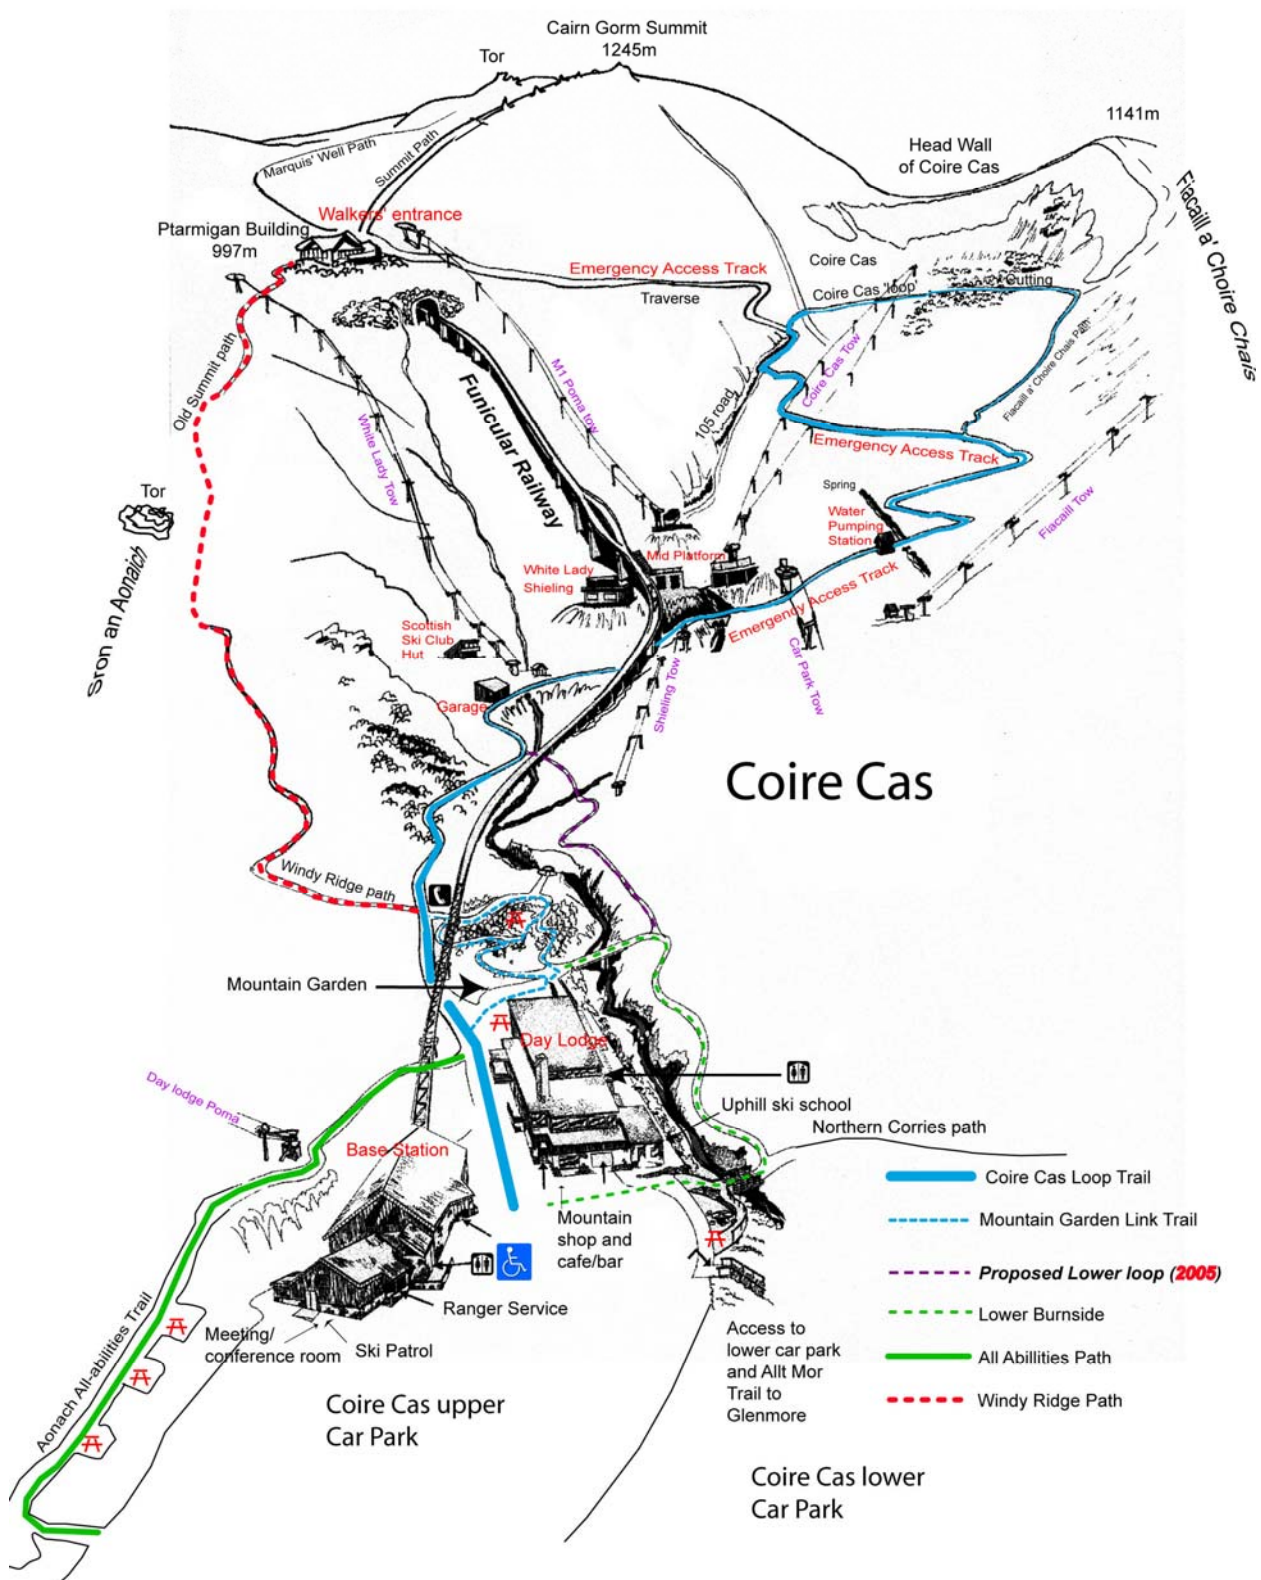 Cairn Gorm Summit
1245m
Tor
1141m
Head Wall
of Coire Cas
Marquis' Well Path
Summit Path
Fiacaill a' Choire Chais
Walkers' entrance
Ptarmigan Building
997m
Emergency Access Track
Traverse
Coire Cas
Coire Cas 'loop'
Cutting
Old Summit path
Funicular Railway
M1 Poma tow
Coire Cas Tow
Fiacaill a' Choire Chais Path
White Lady Tow
105 road
Emergency Access Track
Fiacaill Tow
Tor
Spring
Water
Pumping
Station
Sron an Aonaich
White Lady
Shieling
Mid Platform
Emergency Access Track
Scottish
Ski Club
Hut
Car Park Tow
Shieling Tow
Garage
Coire Cas
Windy Ridge path
Mountain Garden
Day Lodge
Day lodge Poma
Uphill ski school
Northern Corries path
Base Station
Coire Cas Loop Trail
Mountain Garden Link Trail
Proposed Lower loop (2005)
Lower Burnside
All Abillities Path
Windy Ridge Path
Mountain
shop and
cafe/bar
Ranger Service
Meeting/
conference room
Ski Patrol
Aonach All-abilities Trail
Access to
lower car park
and Allt Mor
Trail to
Glenmore
Coire Cas upper
Car Park
Coire Cas lower
Car Park